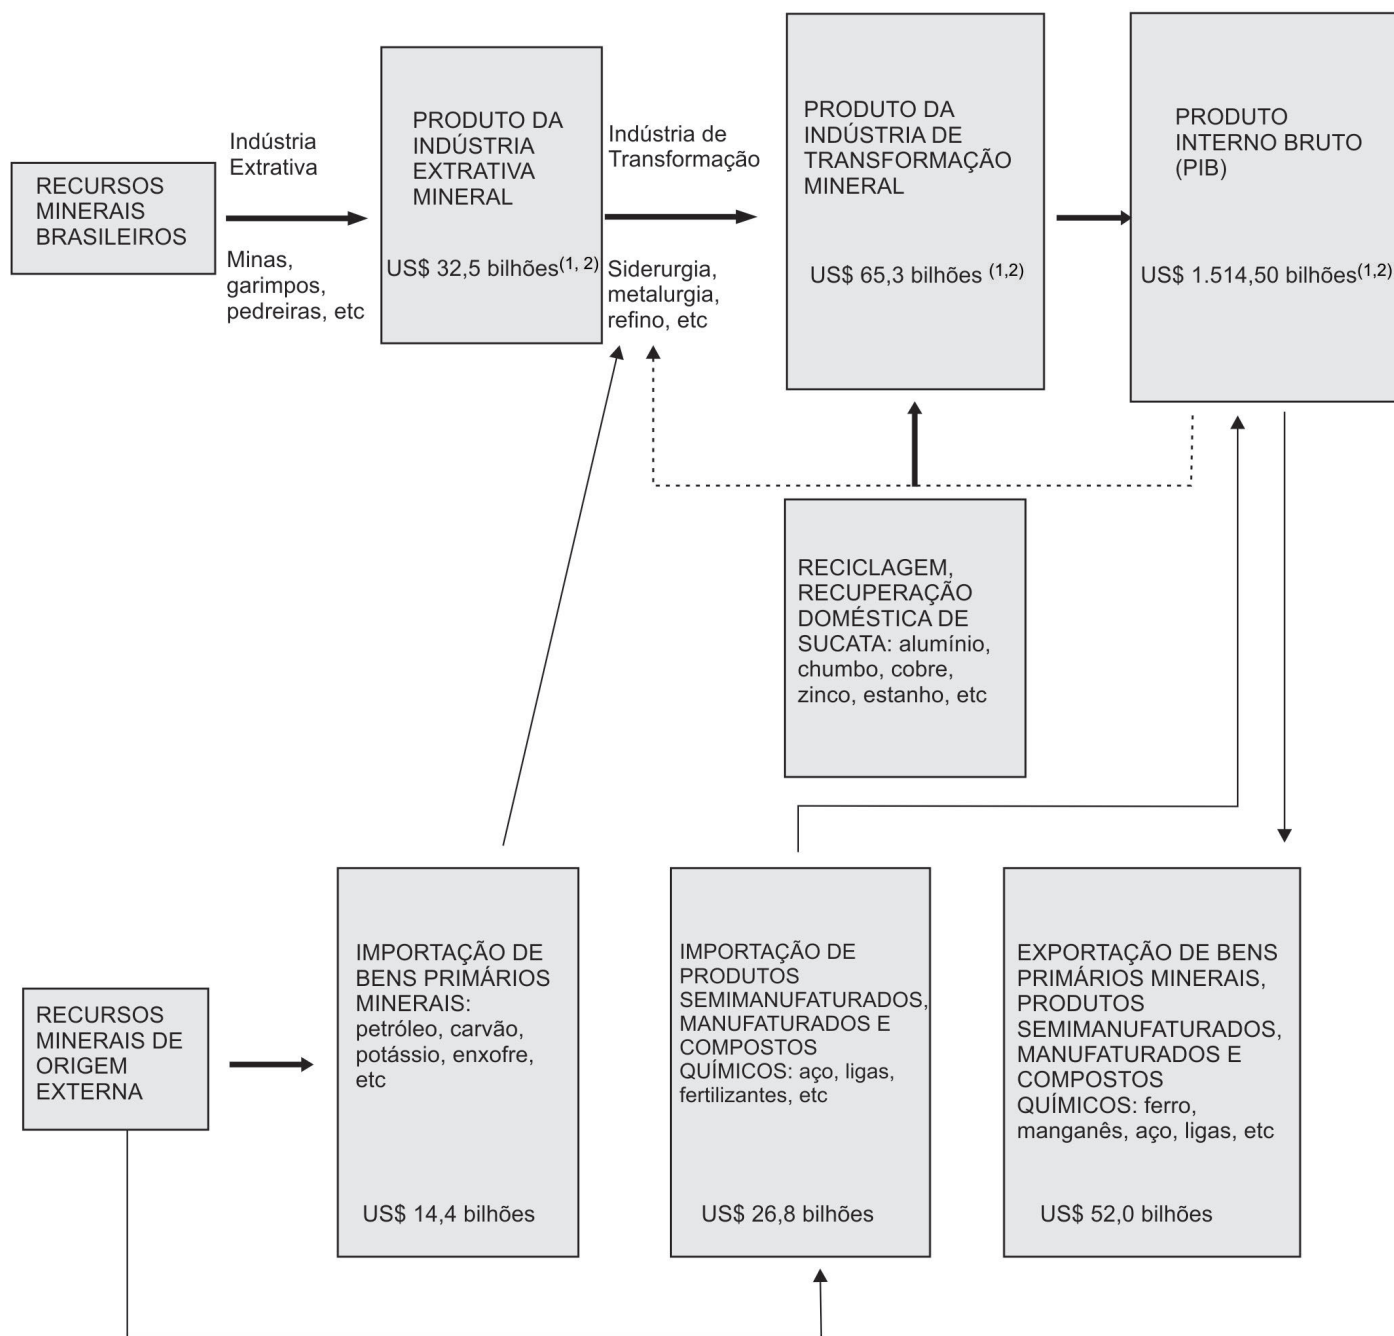 RECURSOS
MINERAIS
BRASILEIROS
Indústria
Extrativa
Minas,
garimpos,
pedreiras, etc
PRODUTO DA
INDÚSTRIA
EXTRATIVA
MINERAL
US$ 32,5 bilhões(1, 2)
Indústria de
Transformação
Siderurgia,
metalurgia,
refino, etc
PRODUTO DA
INDÚSTRIA DE
TRANSFORMAÇÃO
MINERAL
US$ 65,3 bilhões (1,2)
PRODUTO
INTERNO BRUTO
(PIB)
US$ 1.514,50 bilhões(1,2)
RECICLAGEM,
RECUPERAÇÃO
DOMÉSTICA DE
SUCATA: alumínio,
chumbo, cobre,
zinco, estanho, etc
RECURSOS
MINERAIS DE
ORIGEM
EXTERNA
IMPORTAÇÃO DE
BENS PRIMÁRIOS
MINERAIS:
petróleo, carvão,
potássio, enxofre,
etc
US$ 14,4 bilhões
IMPORTAÇÃO DE
PRODUTOS
SEMIMANUFATURADOS,
MANUFATURADOS E
COMPOSTOS
QUÍMICOS: aço, ligas,
fertilizantes, etc
US$ 26,8 bilhões
EXPORTAÇÃO DE BENS
PRIMÁRIOS MINERAIS,
PRODUTOS
SEMIMANUFATURADOS,
MANUFATURADOS E
COMPOSTOS
QUÍMICOS: ferro,
manganês, aço, ligas, etc
US$ 52,0 bilhões